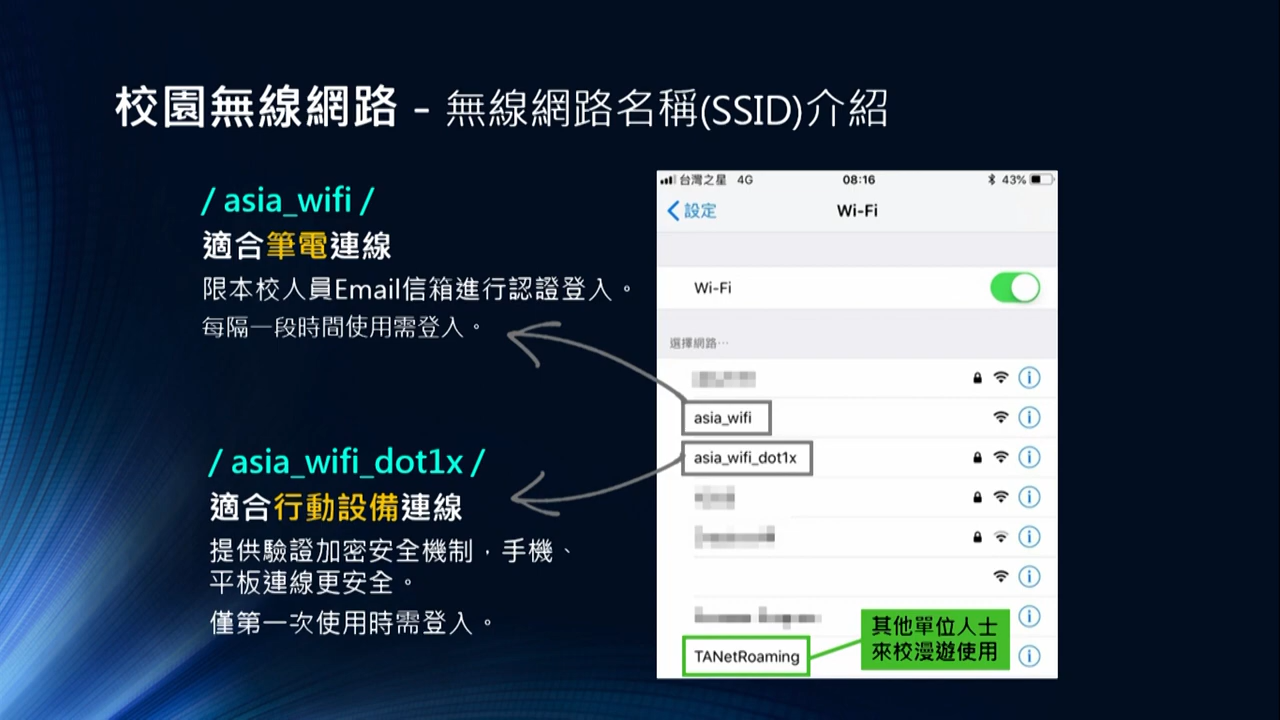 校園無線網路 - 無線網路名稱(SSID)介紹
/ asia_wifi /
適合筆電連線
限本校人員Email信箱進行認證登入。
每隔一段時間使用需登入。
/ asia_wifi_dot1x /
適合行動設備連線
提供驗證加密安全機制，手機、
平板連線更安全。
僅第一次使用時需登入。
台灣之星 4G 08:16 43%
設定 Wi-Fi
Wi-Fi
選擇網路…
asia_wifi
asia_wifi_dot1x
其他單位人士
來校漫遊使用
TANetRoaming